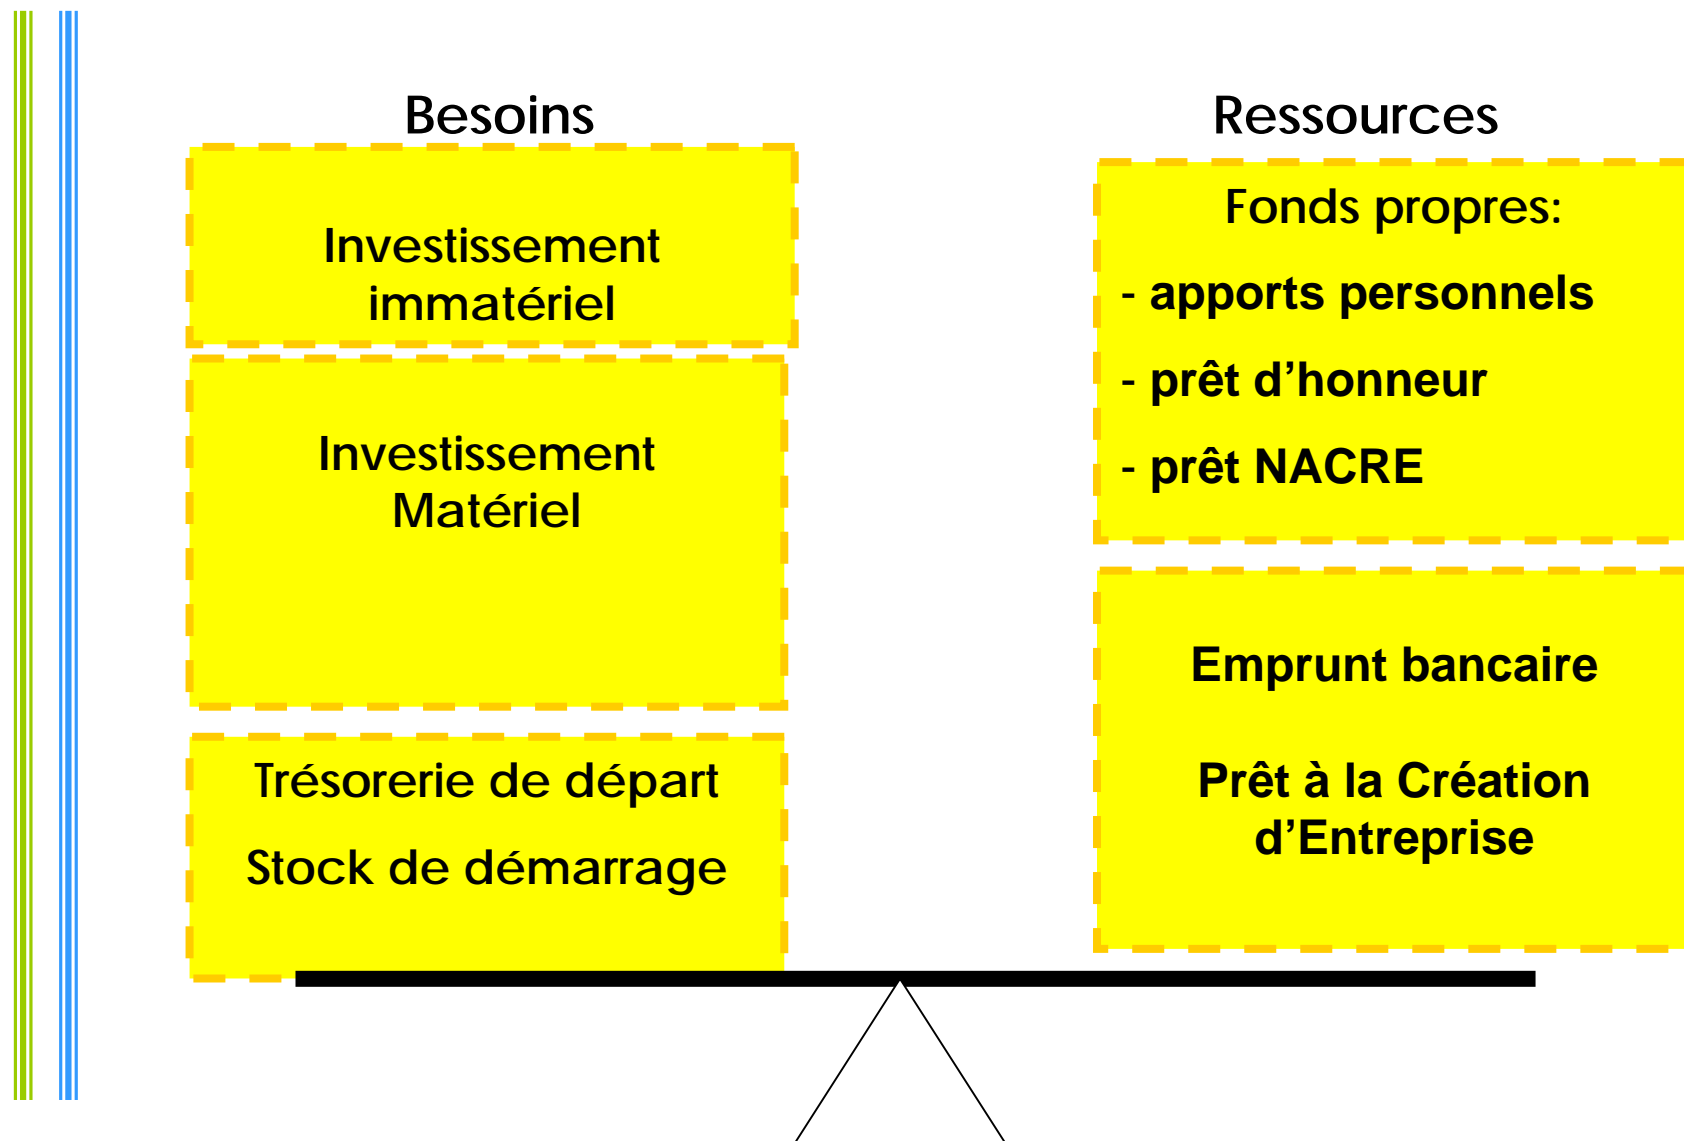 Besoins
Investissement
immatériel
Investissement
Matériel
Trésorerie de départ
Stock de démarrage
Ressources
Fonds propres:
- apports personnels
- prêt d’honneur
- prêt NACRE
Emprunt bancaire
Prêt à la Création
d’Entreprise